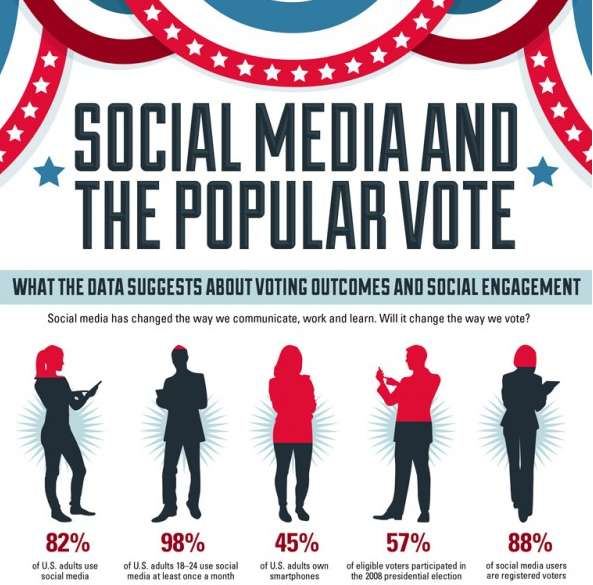 SOCIAL MEDIA AND
THE POPULAR VOTE
WHAT THE DATA SUGGESTS ABOUT VOTING OUTCOMES AND SOCIAL ENGAGEMENT
Social media has changed the way we communicate, work and learn. Will it change the way we vote?
82%
of U.S. adults use
social media
98%
of U.S. adults 18–24 use social
media at least once a month
45%
of U.S. adults own
smartphones
57%
of eligible voters participated in
the 2008 presidential election
88%
of social media users
are registered voters